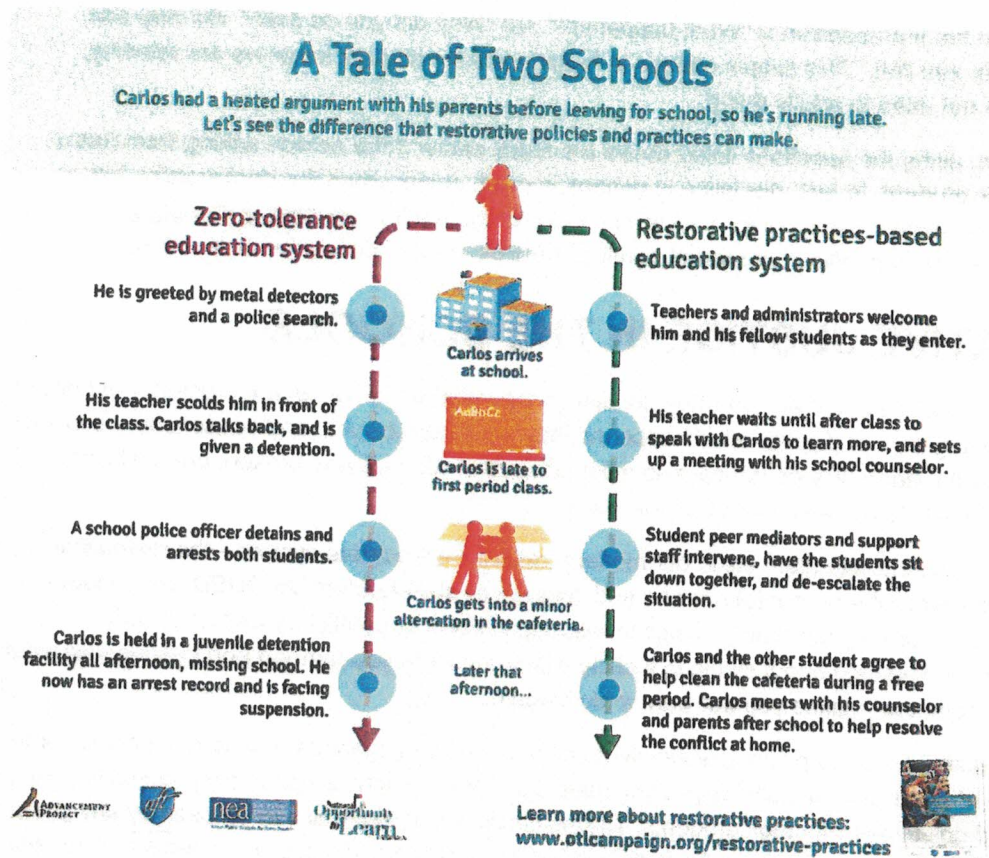 A Tale of Two Schools
Carlos had a heated argument with his parents before leaving for school, so he's running late.
Let's see the difference that restorative policies and practices can make.
Zero-tolerance
education system
Restorative practices-based
education system
He is greeted by metal detectors
and a police search.
Carlos arrives
at school.
Teachers and administrators welcome
him and his fellow students as they enter.
His teacher scolds him in front of
the class. Carlos talks back, and is
given a detention.
AaBbCc
Carlos is late to
first period class.
His teacher waits until after class to
speak with Carlos to learn more, and sets
up a meeting with his school counselor.
A school police officer detains and
arrests both students.
Carlos gets into a minor
altercation in the cafeteria.
Student peer mediators and support
staff intervene, have the students sit
down together, and de-escalate the
situation.
Carlos is held in a juvenile detention
facility all afternoon, missing school. He
now has an arrest record and is facing
suspension.
Later that
afternoon...
Carlos and the other student agree to
help clean the cafeteria during a free
period. Carlos meets with his counselor
and parents after school to help resolve
the conflict at home.
ADVANCEMENT
PROJECT
aft
nea
National
Opportunity
to Learn
Learn more about restorative practices:
www.otlcampaign.org/restorative-practices